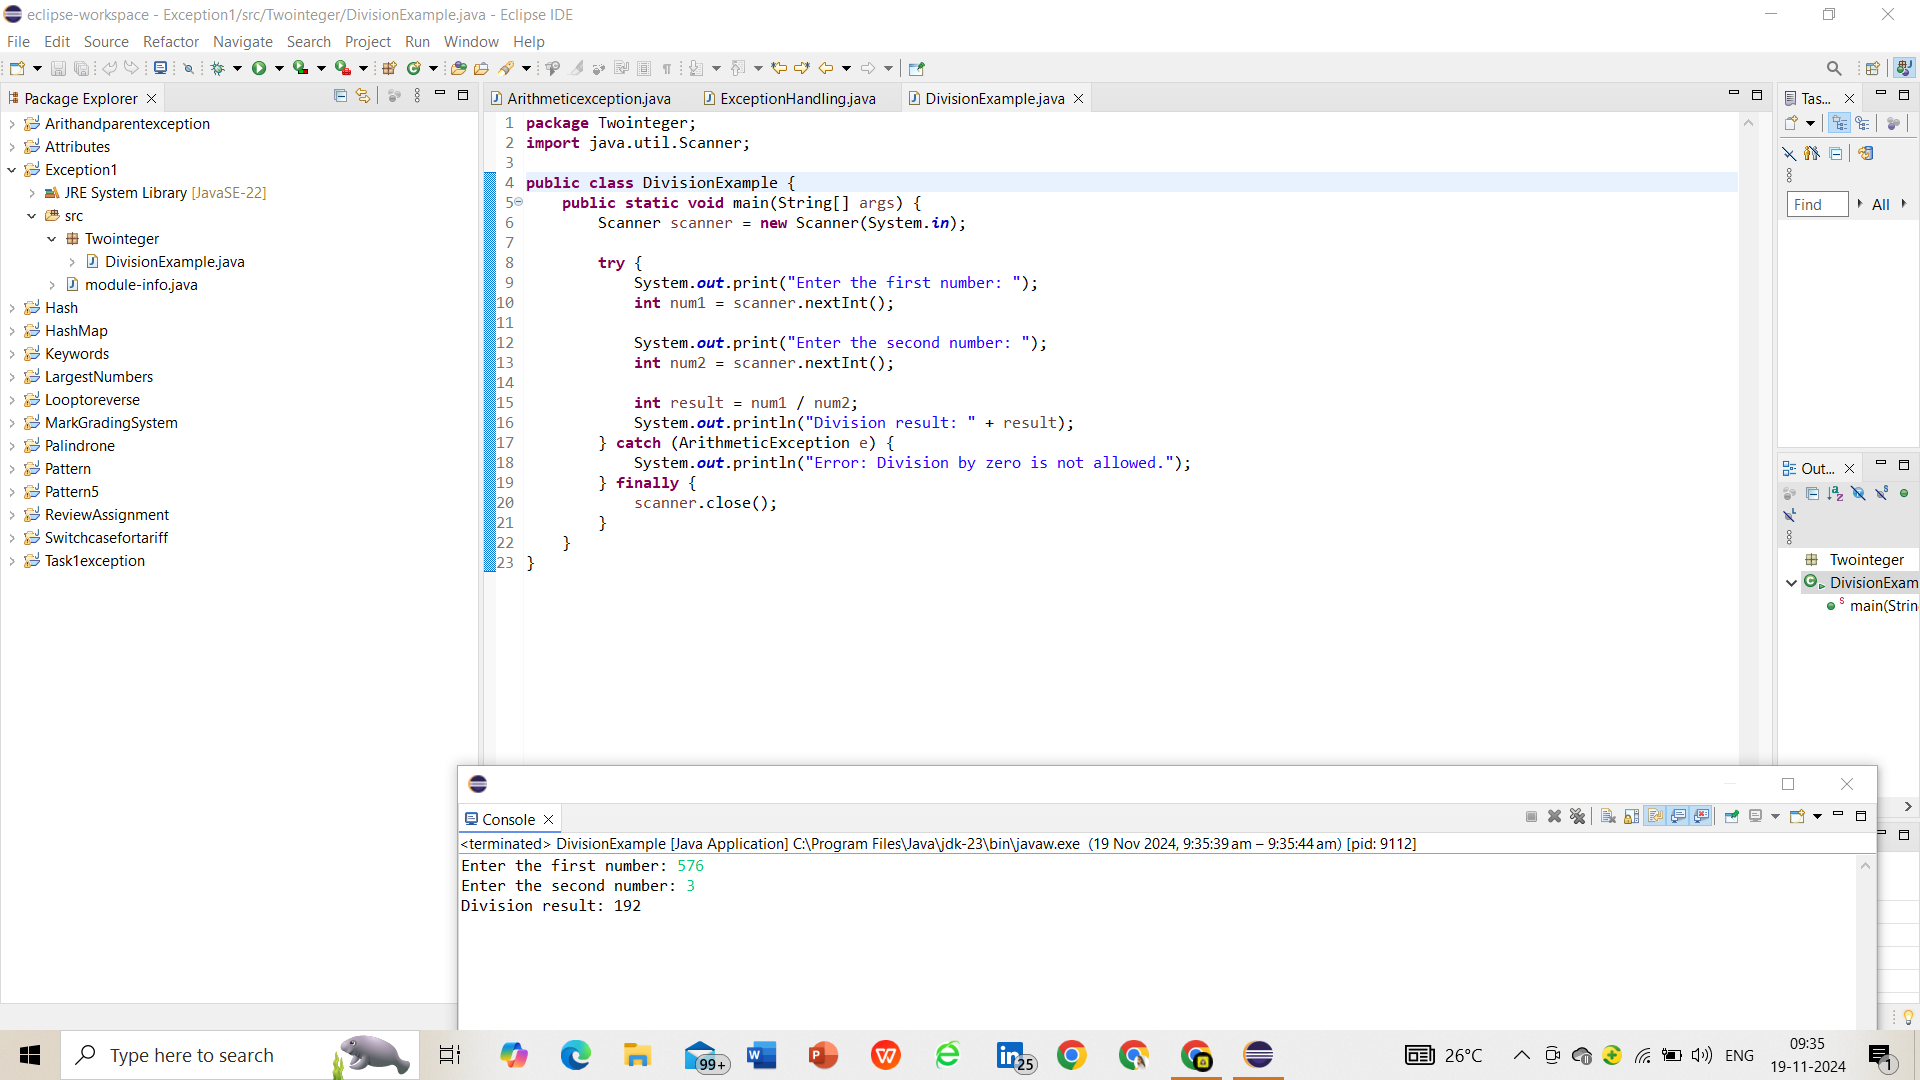 eclipse-workspace - Exception1/src/Twointeger/DivisionExample.java - Eclipse IDE
File Edit Source Refactor Navigate Search Project Run Window Help
Package Explorer
Arithandparentexception
Attributes
Exception1
JRE System Library [JavaSE-22]
src
Twointeger
DivisionExample.java
module-info.java
Hash
HashMap
Keywords
LargestNumbers
Looptoreverse
MarkGradingSystem
Palindrone
Pattern
Pattern5
ReviewAssignment
Switchcasefortariff
Task1exception
Arithmeticexception.java ExceptionHandling.java DivisionExample.java
1 package Twointeger;
2 import java.util.Scanner;
3
4 public class DivisionExample {
5 public static void main(String[] args) {
6 Scanner scanner = new Scanner(System.in);
7
8 try {
9 System.out.print("Enter the first number: ");
10 int num1 = scanner.nextInt();
11
12 System.out.print("Enter the second number: ");
13 int num2 = scanner.nextInt();
14
15 int result = num1 / num2;
16 System.out.println("Division result: " + result);
17 } catch (ArithmeticException e) {
18 System.out.println("Error: Division by zero is not allowed.");
19 } finally {
20 scanner.close();
21 }
22 }
23 }
Tas...
Find All
Out...
Twointeger
DivisionExam
main(Strin
Console
<terminated> DivisionExample [Java Application] C:\Program Files\Java\jdk-23\bin\javaw.exe (19 Nov 2024, 9:35:39 am – 9:35:44 am) [pid: 9112]
Enter the first number: 576
Enter the second number: 3
Division result: 192
Type here to search
99+
25
26°C
ENG
09:35
19-11-2024
1